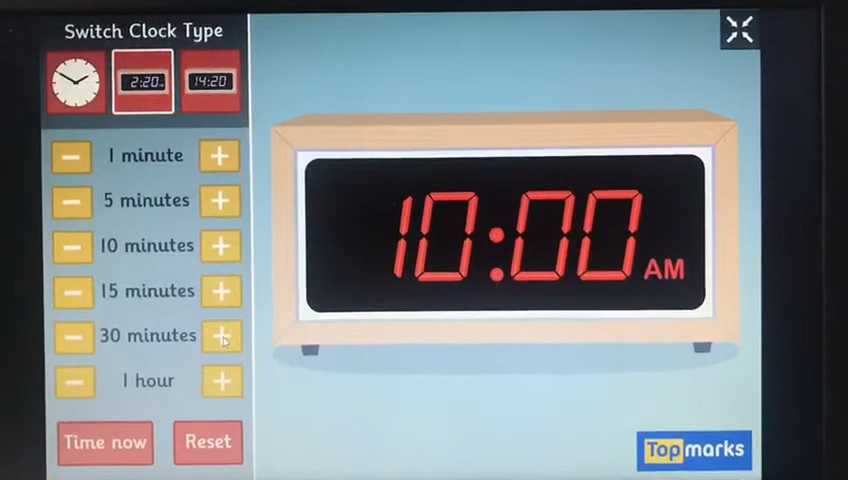 Switch Clock Type
2:20
14:20
1 minute
5 minutes
10 minutes
15 minutes
30 minutes
1 hour
Time now
Reset
10:00 AM
Topmarks